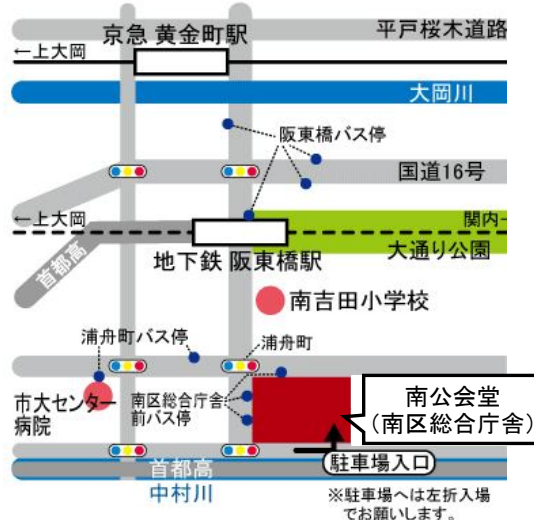 京急 黄金町駅
平戸桜木道路
←上大岡
大岡川
阪東橋バス停
国道16号
←上大岡
関内→
首都高
地下鉄 阪東橋駅
大通り公園
南吉田小学校
浦舟町バス停
浦舟町
市大センター
病院
南区総合庁舎
前バス停
南公会堂
(南区総合庁舎)
駐車場入口
首都高
中村川
※駐車場へは左折入場
でお願いします。